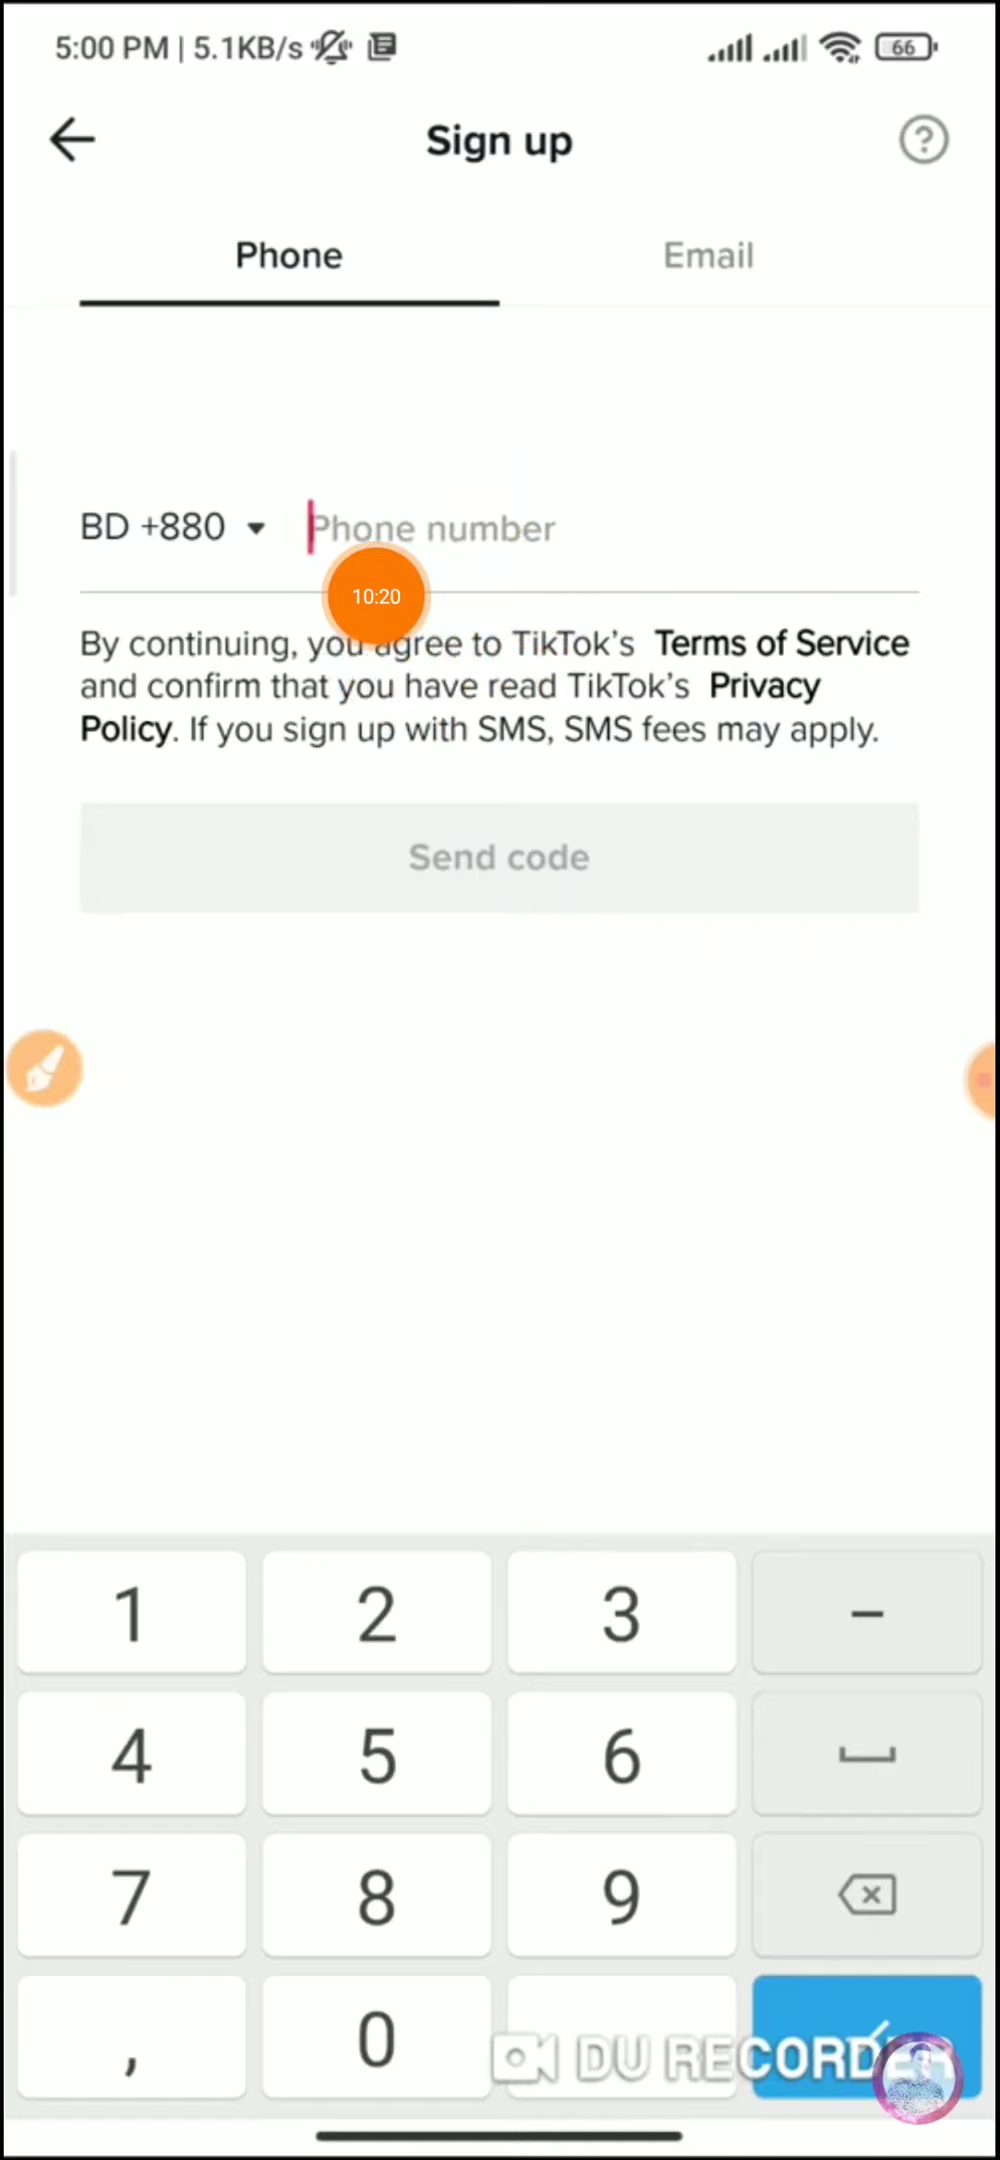 5:00 PM | 5.1KB/s 66
Sign up
Phone Email
BD +880 Phone number
10:20
By continuing, you agree to TikTok's Terms of Service
and confirm that you have read TikTok's Privacy
Policy. If you sign up with SMS, SMS fees may apply.
Send code
1 2 3 –
4 5 6
7 8 9
, 0
DU RECORDER